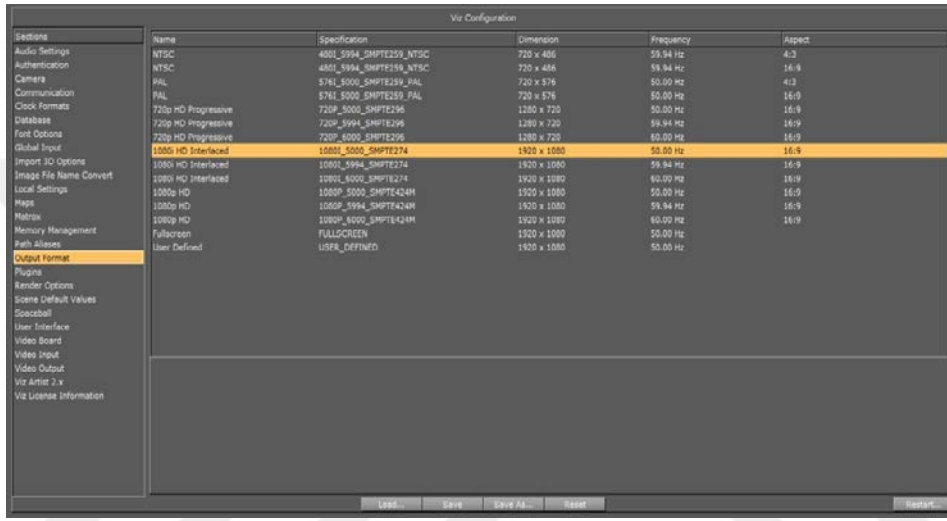 Viz Configuration
Sections
Audio Settings
Authentication
Camera
Communication
Clock Formats
Database
Font Options
Global Input
Import 3D Options
Image File Name Convert
Local Settings
Maps
Matrox
Memory Management
Path Aliases
Output Format
Plugins
Render Options
Scene Default Values
Spaceball
User Interface
Video Board
Video Input
Video Output
Viz Artist 2.x
Viz License Information
Name Specification Dimension Frequency Aspect
NTSC 480I_5994_SMPTE259_NTSC 720 x 486 59.94 Hz 4:3
NTSC 480I_5994_SMPTE259_NTSC 720 x 486 59.94 Hz 16:9
PAL 576I_5000_SMPTE259_PAL 720 x 576 50.00 Hz 4:3
PAL 576I_5000_SMPTE259_PAL 720 x 576 50.00 Hz 16:9
720p HD Progressive 720P_5000_SMPTE296 1280 x 720 50.00 Hz 16:9
720p HD Progressive 720P_5994_SMPTE296 1280 x 720 59.94 Hz 16:9
720p HD Progressive 720P_6000_SMPTE296 1280 x 720 60.00 Hz 16:9
1080i HD Interlaced 1080I_5000_SMPTE274 1920 x 1080 50.00 Hz 16:9
1080i HD Interlaced 1080I_5994_SMPTE274 1920 x 1080 59.94 Hz 16:9
1080i HD Interlaced 1080I_6000_SMPTE274 1920 x 1080 60.00 Hz 16:9
1080p HD 1080P_5000_SMPTE424M 1920 x 1080 50.00 Hz 16:9
1080p HD 1080P_5994_SMPTE424M 1920 x 1080 59.94 Hz 16:9
1080p HD 1080P_6000_SMPTE424M 1920 x 1080 60.00 Hz 16:9
Fullscreen FULLSCREEN 1920 x 1080 50.00 Hz
User Defined USER_DEFINED 1920 x 1080 50.00 Hz
Load... Save Save As... Reset Restart...